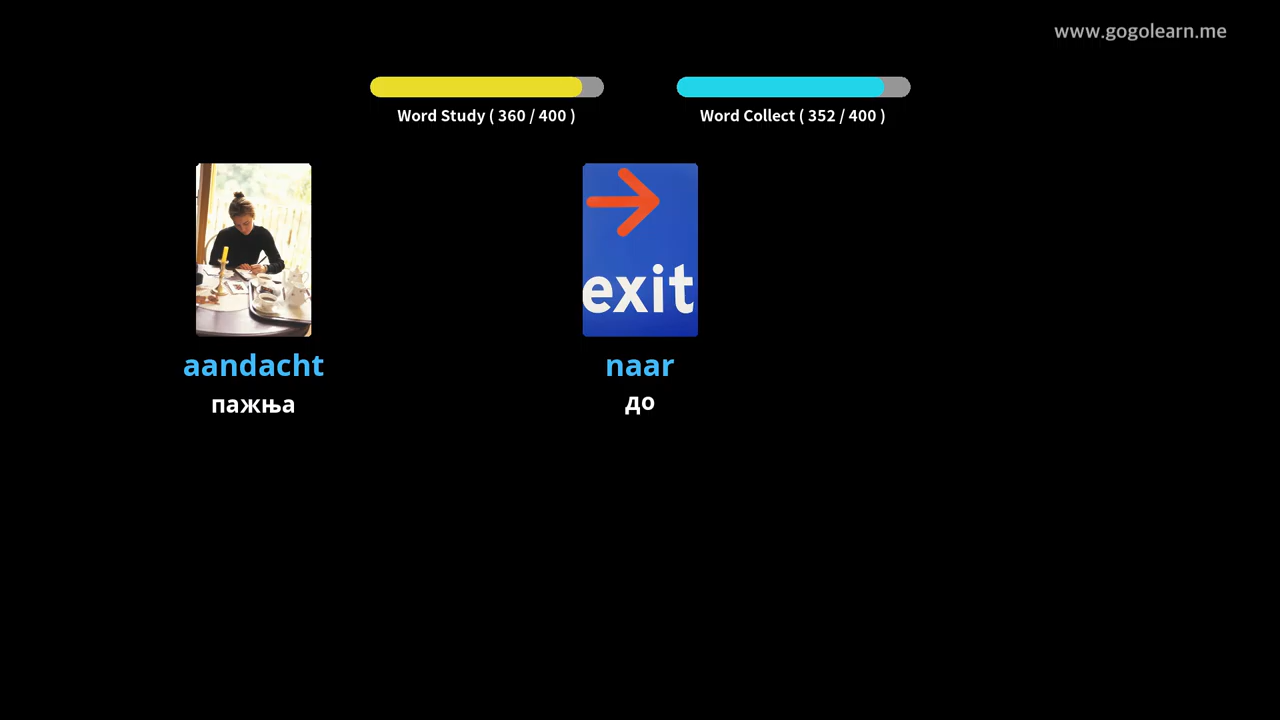 www.gogolearn.me
Word Study ( 360 / 400 )
Word Collect ( 352 / 400 )
exit
aandacht
naar
пажња
до